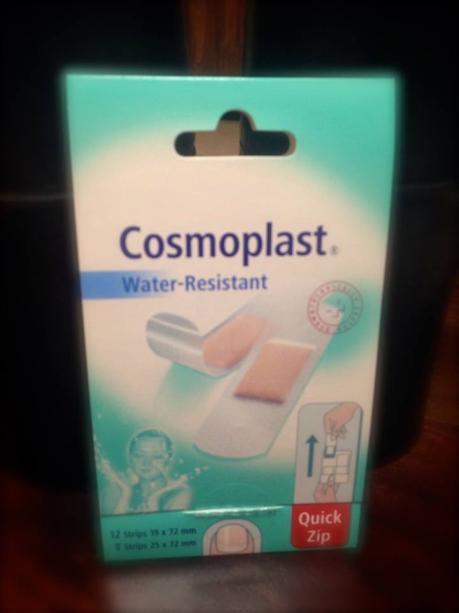 Cosmoplast®
Water-Resistant
12 Strips 19 x 72 mm
8 Strips 25 x 72 mm
Quick
Zip